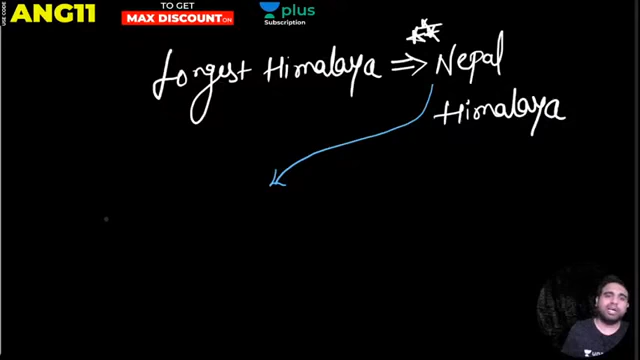 USE CODE
ANG11
TO GET
MAX DISCOUNT ON
plus
Subscription
Longest Himalaya ⇒ Nepal
Himalaya